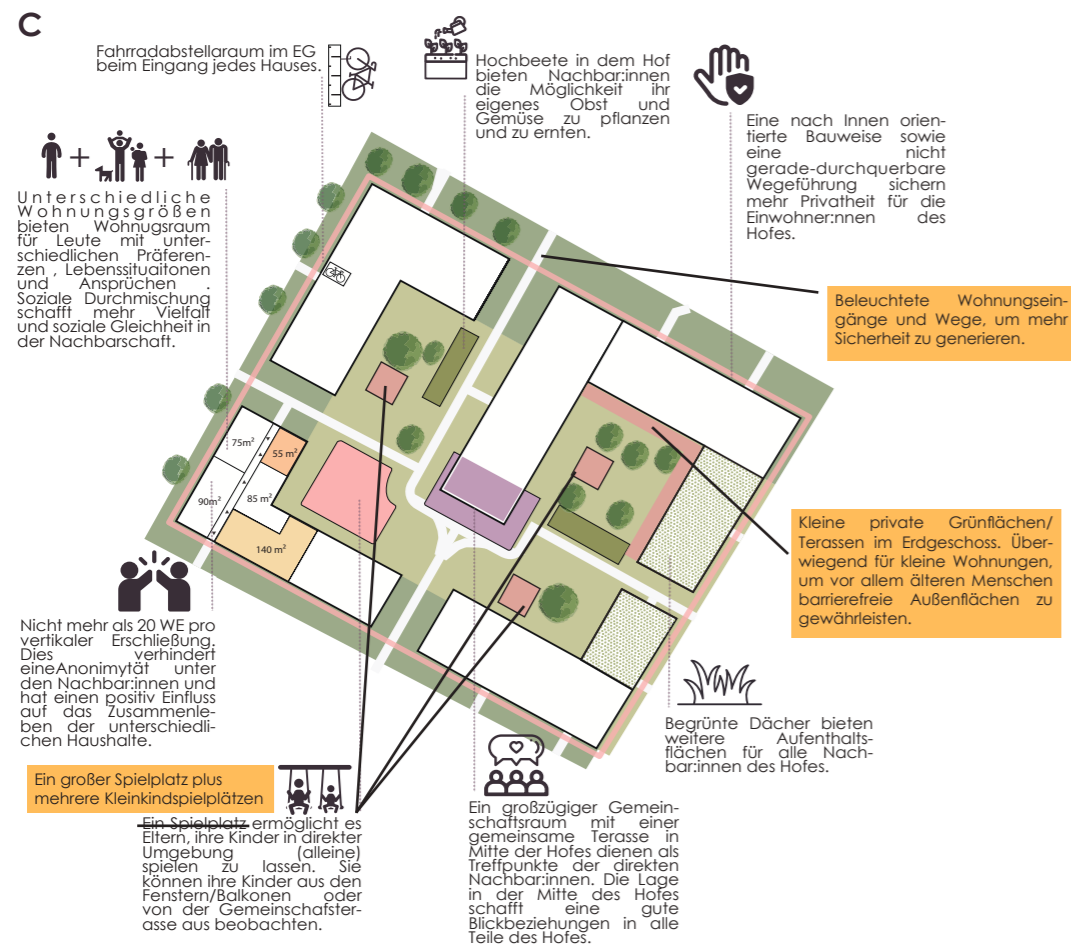 C
Fahrradabstellaraum im EG
beim Eingang jedes Hauses.
Hochbeete in dem Hof
bieten Nachbar:innen
die Möglichkeit ihr
eigenes Obst und
Gemüse zu pflanzen
und zu ernten.
Eine nach Innen orien-
tierte Bauweise sowie
eine nicht
gerade-durchquerbare
Wegeführung sichern
mehr Privatheit für die
Einwohner:nnen des
Hofes.
Unterschiedliche
Wohnungsgrößen
bieten Wohnugsraum
für Leute mit unter-
schiedlichen Präferen-
zen , Lebenssituaitonen
und Ansprüchen .
Soziale Durchmischung
schafft mehr Vielfalt
und soziale Gleichheit in
der Nachbarschaft.
Beleuchtete Wohnungsein-
gänge und Wege, um mehr
Sicherheit zu generieren.
75m²
55 m²
90m²
85 m²
140 m²
Kleine private Grünflächen/
Terassen im Erdgeschoss. Über-
wiegend für kleine Wohnungen,
um vor allem älteren Menschen
barrierefreie Außenflächen zu
gewährleisten.
Nicht mehr als 20 WE pro
vertikaler Erschließung.
Dies verhindert
eineAnonimytät unter
den Nachbar:innen und
hat einen positiv Einfluss
auf das Zusammenle-
ben der unterschiedli-
chen Haushalte.
Begrünte Dächer bieten
weitere Aufenthalts-
flächen für alle Nach-
bar:innen des Hofes.
Ein großer Spielplatz plus
mehrere Kleinkindspielplätzen
Ein Spielplatz ermöglicht es
Eltern, ihre Kinder in direkter
Umgebung (alleine)
spielen zu lassen. Sie
können ihre Kinder aus den
Fenstern/Balkonen oder
von der Gemeinschafster-
asse aus beobachten.
Ein großzügiger Gemein-
schaftsraum mit einer
gemeinsame Terasse in
Mitte der Hofes dienen als
Treffpunkte der direkten
Nachbar:innen. Die Lage
in der Mitte des Hofes
schafft eine gute
Blickbeziehungen in alle
Teile des Hofes.